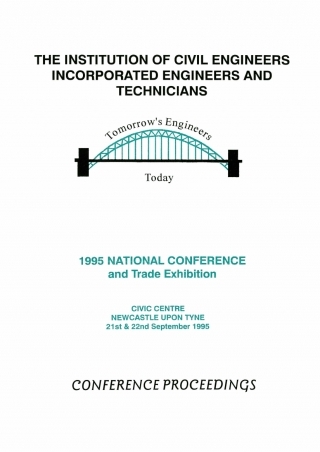 THE INSTITUTION OF CIVIL ENGINEERS
INCORPORATED ENGINEERS AND
TECHNICIANS
Tomorrow's Engineers
Today
1995 NATIONAL CONFERENCE
and Trade Exhibition
CIVIC CENTRE
NEWCASTLE UPON TYNE
21st & 22nd September 1995
CONFERENCE PROCEEDINGS